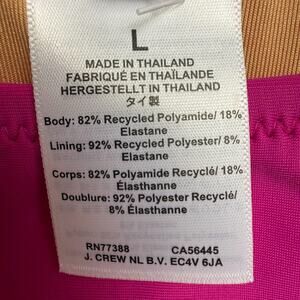 L
MADE IN THAILAND
FABRIQUÉ EN THAÏLANDE
HERGESTELLT IN THAILAND
タイ製
Body: 82% Recycled Polyamide/ 18%
Elastane
Lining: 92% Recycled Polyester/ 8%
Elastane
Corps: 82% Polyamide Recyclé/ 18%
Élasthanne
Doublure: 92% Polyester Recyclé/
8% Élasthanne
RN77388 CA56445
J. CREW NL B.V. EC4V 6JA